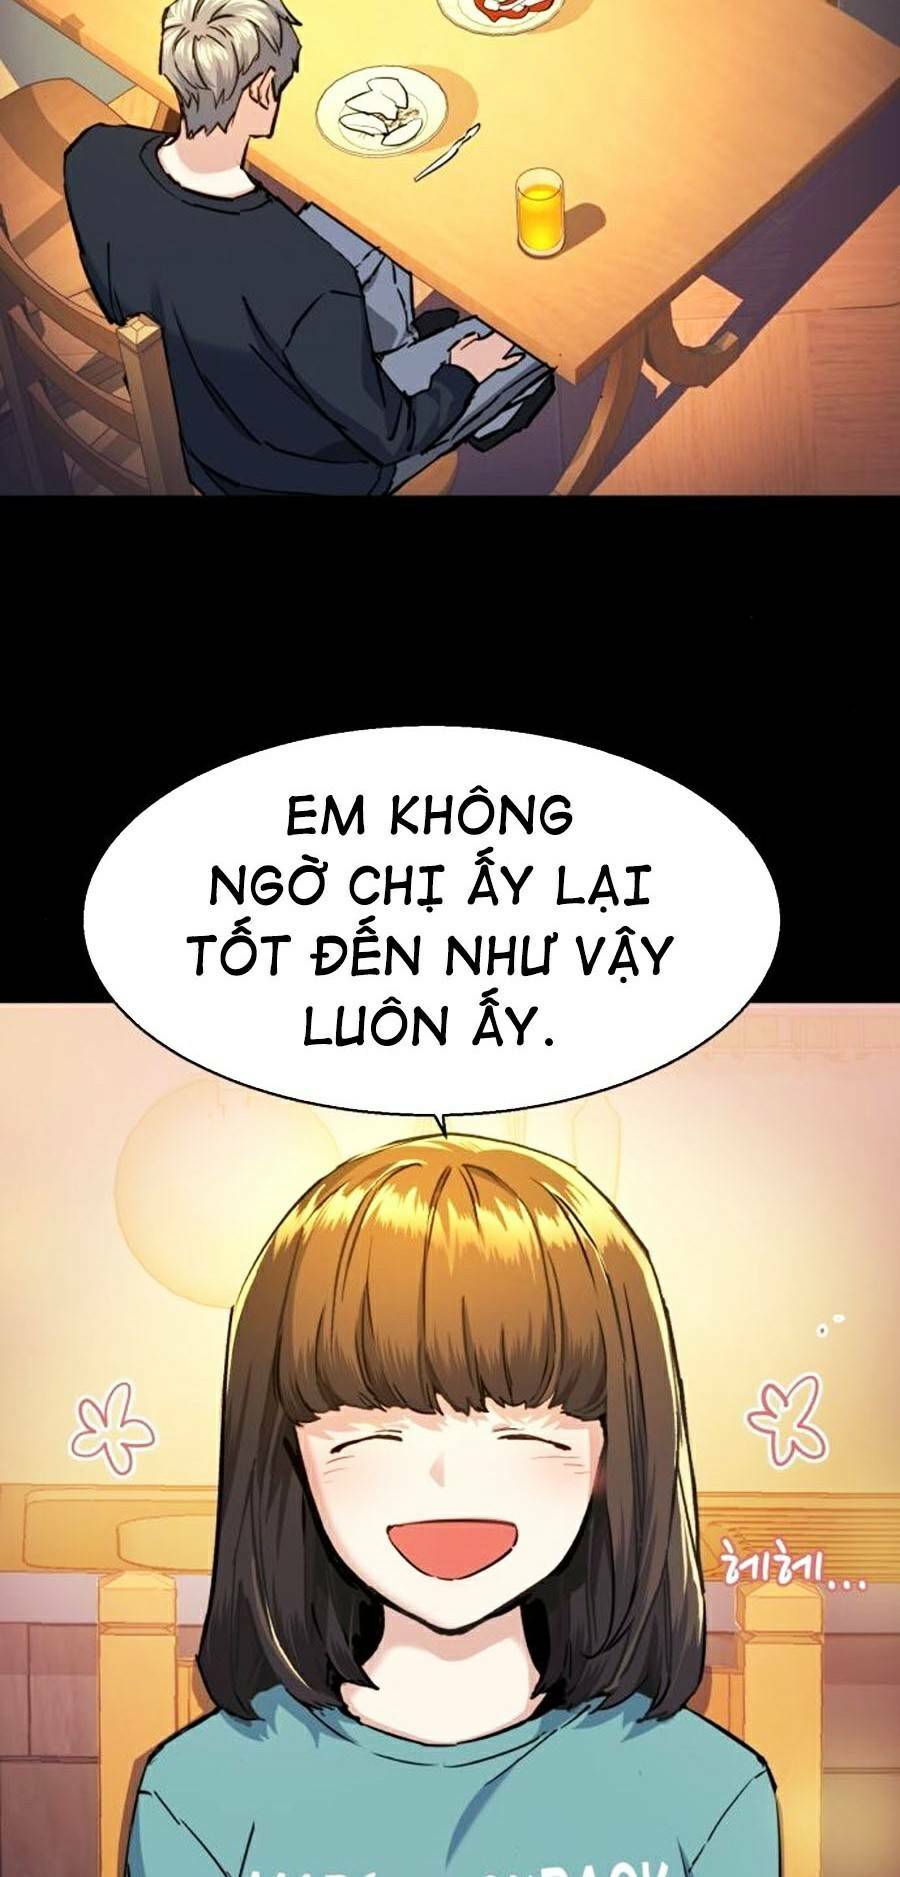 EM KHÔNG
NGỜ CHỊ ẤY LẠI
TỐT ĐẾN NHƯ VẬY
LUÔN ẤY.
헤헤...